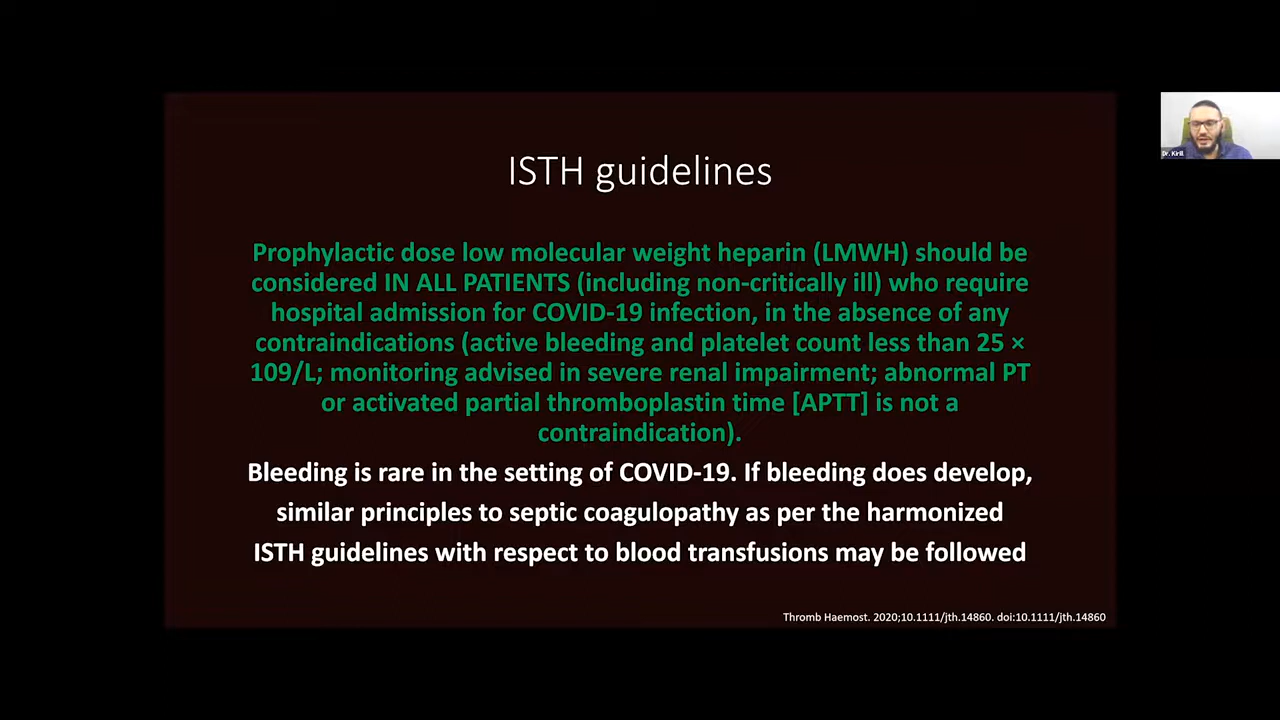 ISTH guidelines
Prophylactic dose low molecular weight heparin (LMWH) should be
considered IN ALL PATIENTS (including non-critically ill) who require
hospital admission for COVID-19 infection, in the absence of any
contraindications (active bleeding and platelet count less than 25 ×
109/L; monitoring advised in severe renal impairment; abnormal PT
or activated partial thromboplastin time [APTT] is not a
contraindication).
Bleeding is rare in the setting of COVID-19. If bleeding does develop,
similar principles to septic coagulopathy as per the harmonized
ISTH guidelines with respect to blood transfusions may be followed
Thromb Haemost. 2020;10.1111/jth.14860. doi:10.1111/jth.14860
Dr. Kirill